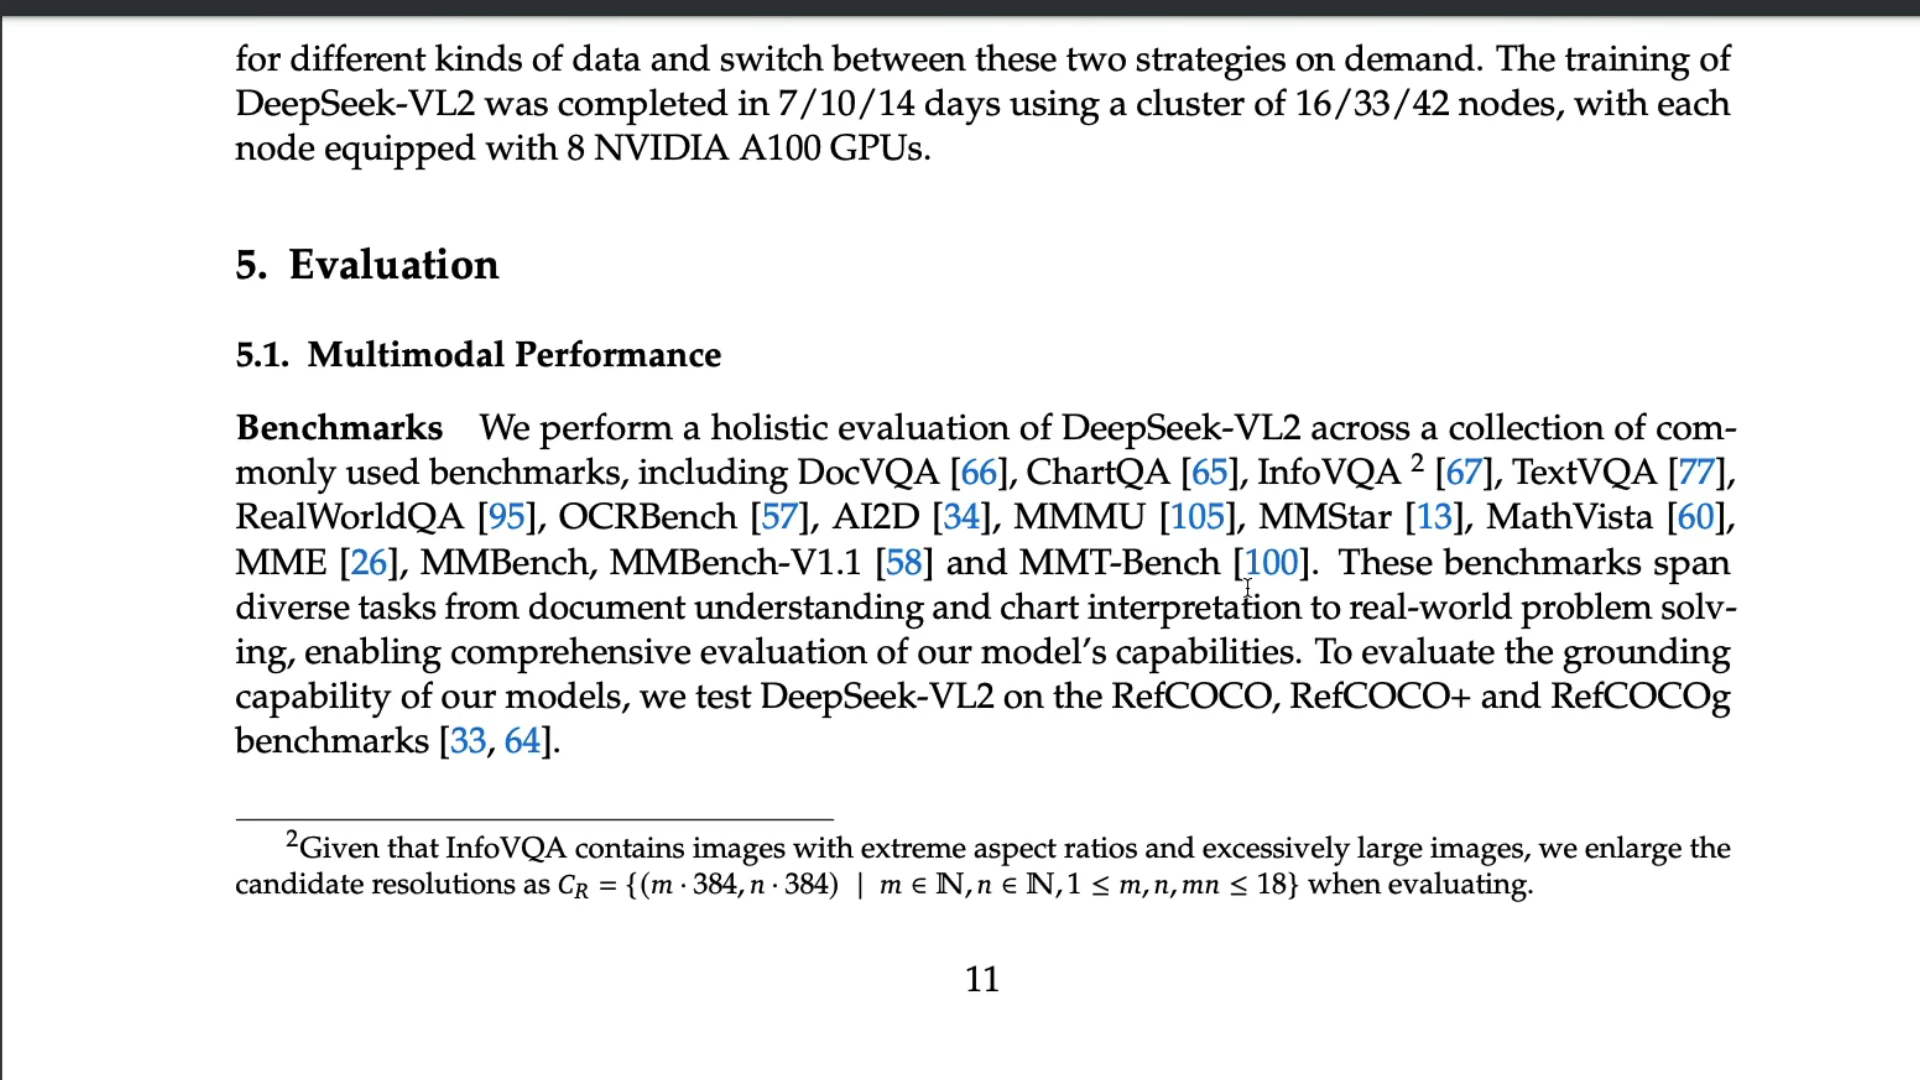 for different kinds of data and switch between these two strategies on demand. The training of
DeepSeek-VL2 was completed in 7/10/14 days using a cluster of 16/33/42 nodes, with each
node equipped with 8 NVIDIA A100 GPUs.
5. Evaluation
5.1. Multimodal Performance
Benchmarks We perform a holistic evaluation of DeepSeek-VL2 across a collection of com-
monly used benchmarks, including DocVQA [66], ChartQA [65], InfoVQA ² [67], TextVQA [77],
RealWorldQA [95], OCRBench [57], AI2D [34], MMMU [105], MMStar [13], MathVista [60],
MME [26], MMBench, MMBench-V1.1 [58] and MMT-Bench [100]. These benchmarks span
diverse tasks from document understanding and chart interpretation to real-world problem solv-
ing, enabling comprehensive evaluation of our model's capabilities. To evaluate the grounding
capability of our models, we test DeepSeek-VL2 on the RefCOCO, RefCOCO+ and RefCOCOg
benchmarks [33, 64].
²Given that InfoVQA contains images with extreme aspect ratios and excessively large images, we enlarge the
candidate resolutions as C_R = {(m · 384, n · 384) | m ∈ ℕ, n ∈ ℕ, 1 ≤ m, n, mn ≤ 18} when evaluating.
11